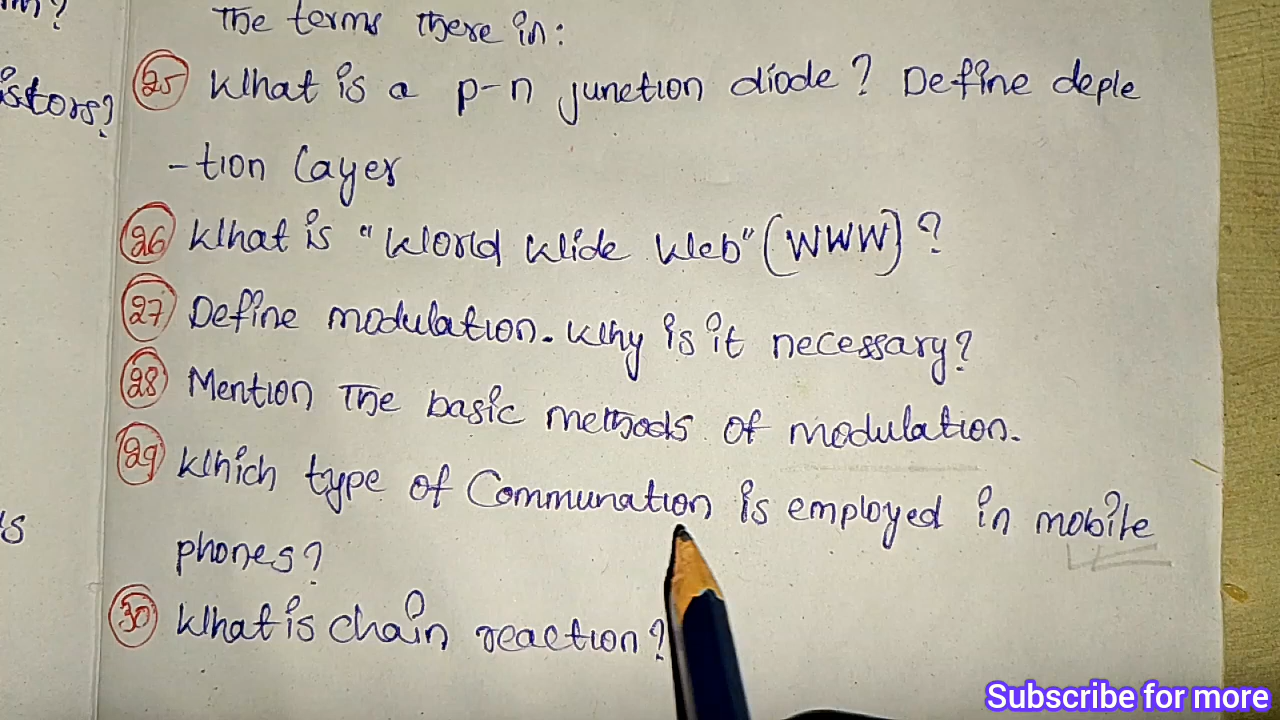 The terms there in:
istors?
25 What is a p-n junction diode? Define deple
-tion layer
26 What is "World Wide Web" (WWW)?
27 Define modulation. Why is it necessary?
28 Mention The basic methods of modulation.
29 Which type of Communation is employed in mobile
phones?
30 What is chain reaction?
Subscribe for more